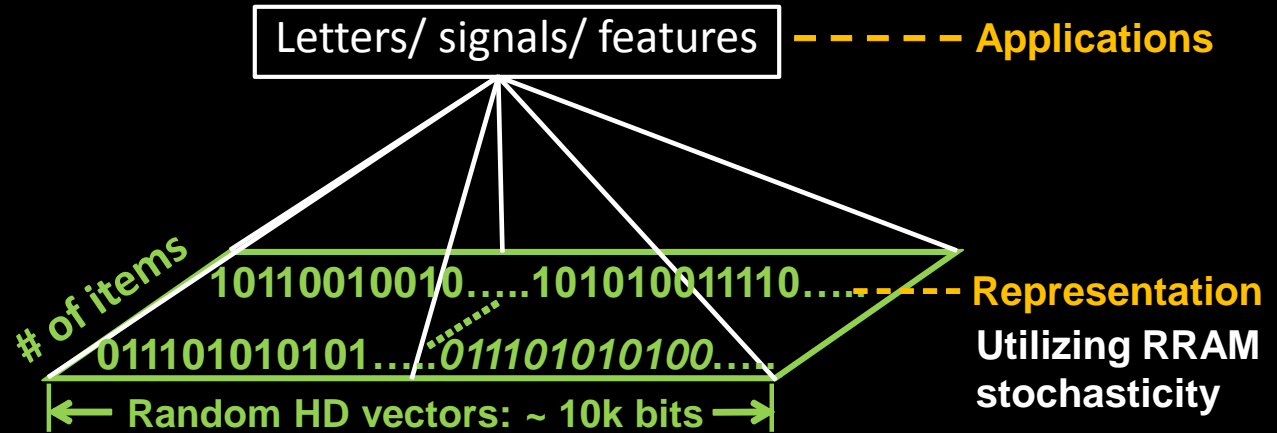 Letters/ signals/ features
Applications
# of items
10110010010…..101010011110…..
Representation
011101010101…..011101010100…..
Utilizing RRAM
stochasticity
Random HD vectors: ~ 10k bits